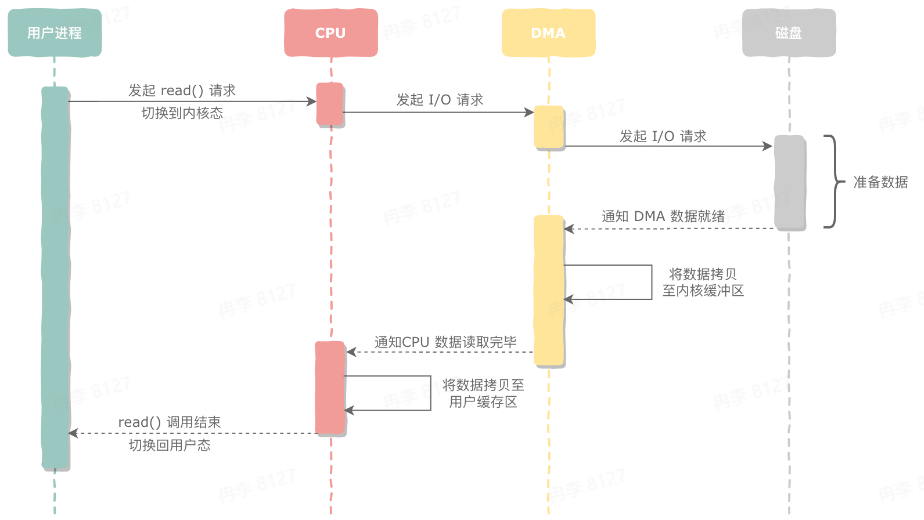 用户进程
CPU
DMA
磁盘
发起 read() 请求
切换到内核态
发起 I/O 请求
发起 I/O 请求
准备数据
通知 DMA 数据就绪
将数据拷贝
至内核缓冲区
通知CPU 数据读取完毕
将数据拷贝至
用户缓存区
read() 调用结束
切换回用户态
冉李 8127